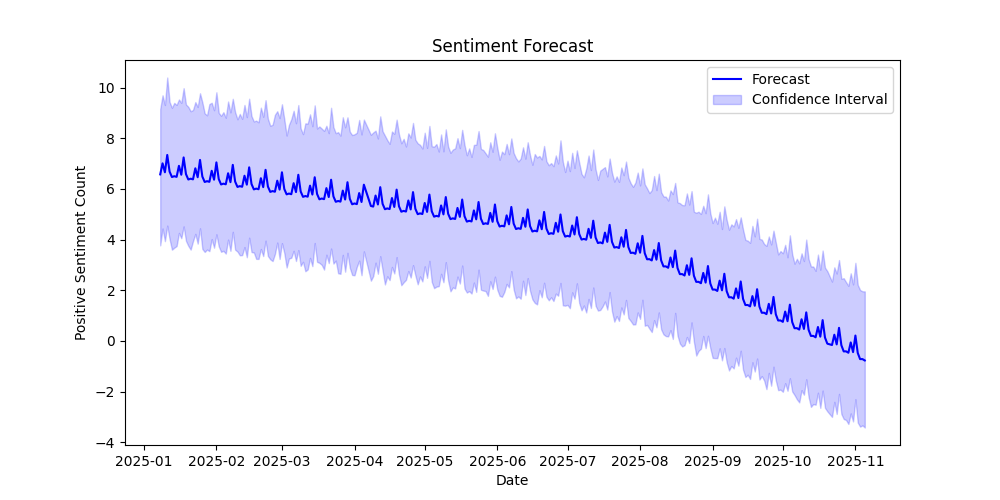 Sentiment Forecast
Forecast
Confidence Interval
Positive Sentiment Count
10
8
6
4
2
0
−2
−4
2025-01 2025-02 2025-03 2025-04 2025-05 2025-06 2025-07 2025-08 2025-09 2025-10 2025-11
Date